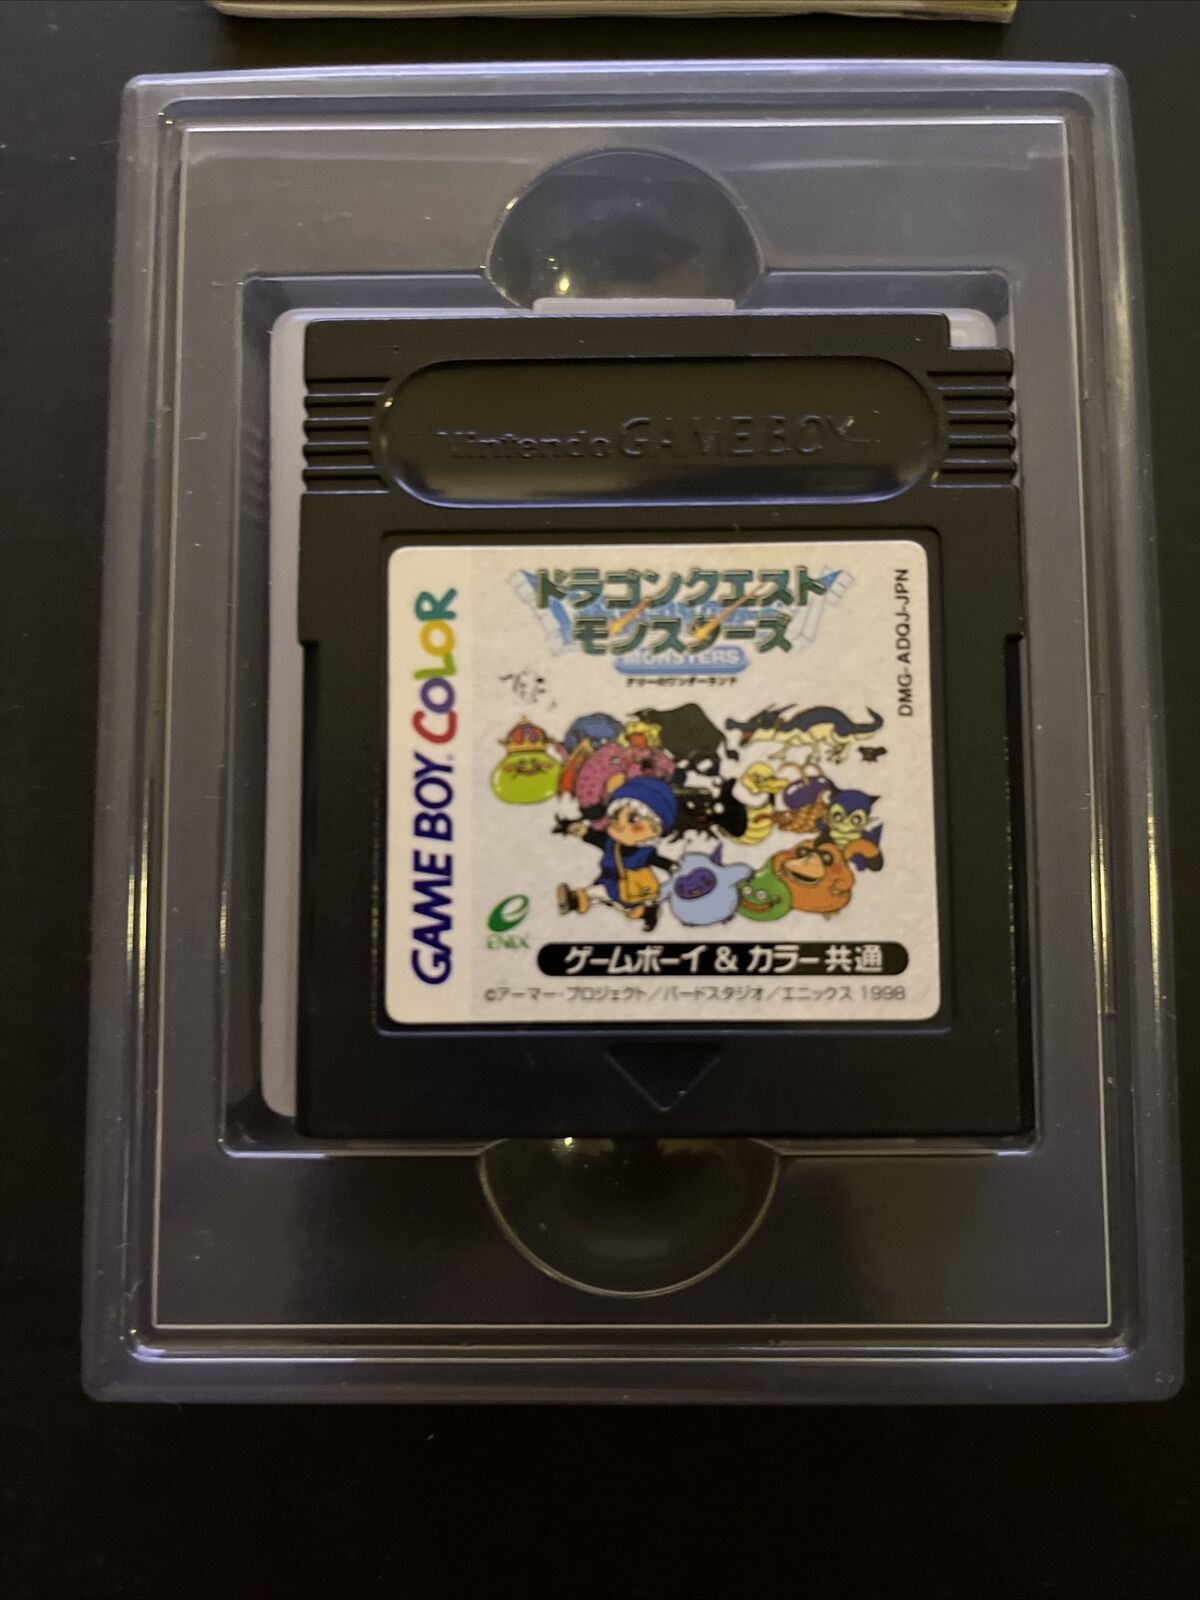 Nintendo GAME BOY
GAME BOY COLOR
ドラゴンクエスト
モンスターズ
MONSTERS
テリーのワンダーランド
DMG-ADQJ-JPN
ENIX
ゲームボーイ & カラー共通
©アーマー・プロジェクト/バードスタジオ/エニックス 1998